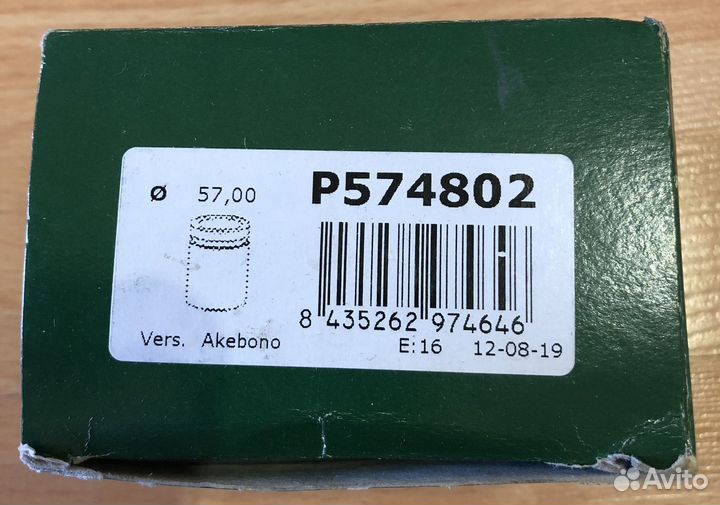 Ø 57,00
P574802
8 435262 974646
Vers. Akebono
E:16 12-08-19
Avito